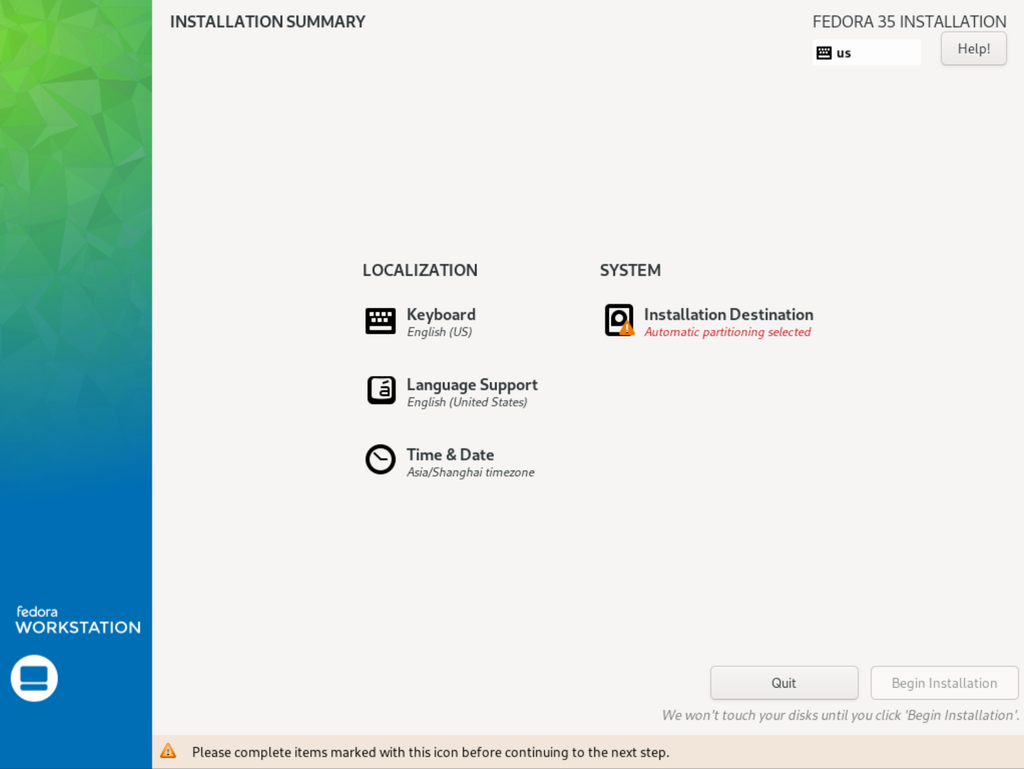 INSTALLATION SUMMARY
FEDORA 35 INSTALLATION
us
Help!
LOCALIZATION
Keyboard
English (US)
Language Support
English (United States)
Time & Date
Asia/Shanghai timezone
SYSTEM
Installation Destination
Automatic partitioning selected
fedora
WORKSTATION
Quit
Begin Installation
We won't touch your disks until you click 'Begin Installation'.
Please complete items marked with this icon before continuing to the next step.